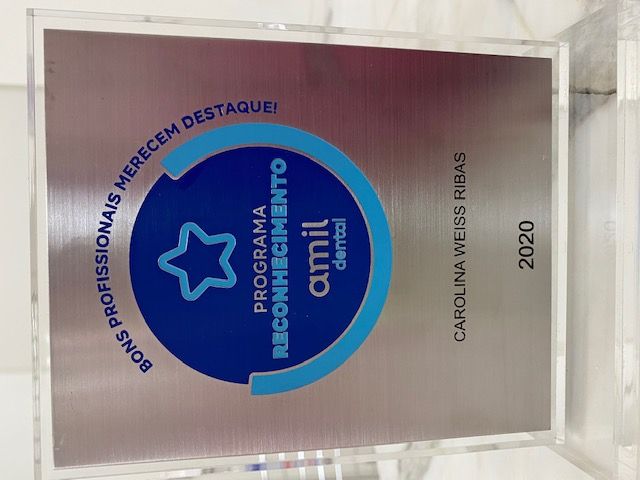 BONS PROFISSIONAIS MERECEM DESTAQUE!
PROGRAMA
RECONHECIMENTO
amil
dental
CAROLINA WEISS RIBAS
2020